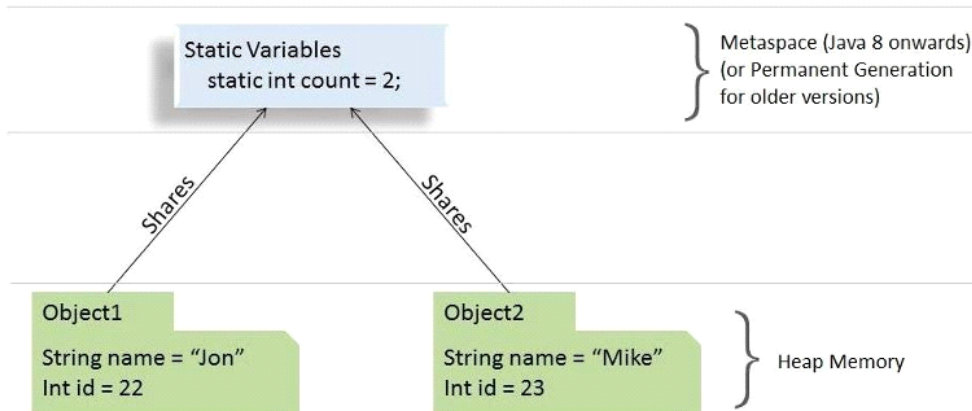 Static Variables
static int count = 2;
Metaspace (Java 8 onwards)
(or Permanent Generation
for older versions)
Shares
Shares
Object1
String name = “Jon”
Int id = 22
Object2
String name = “Mike”
Int id = 23
Heap Memory